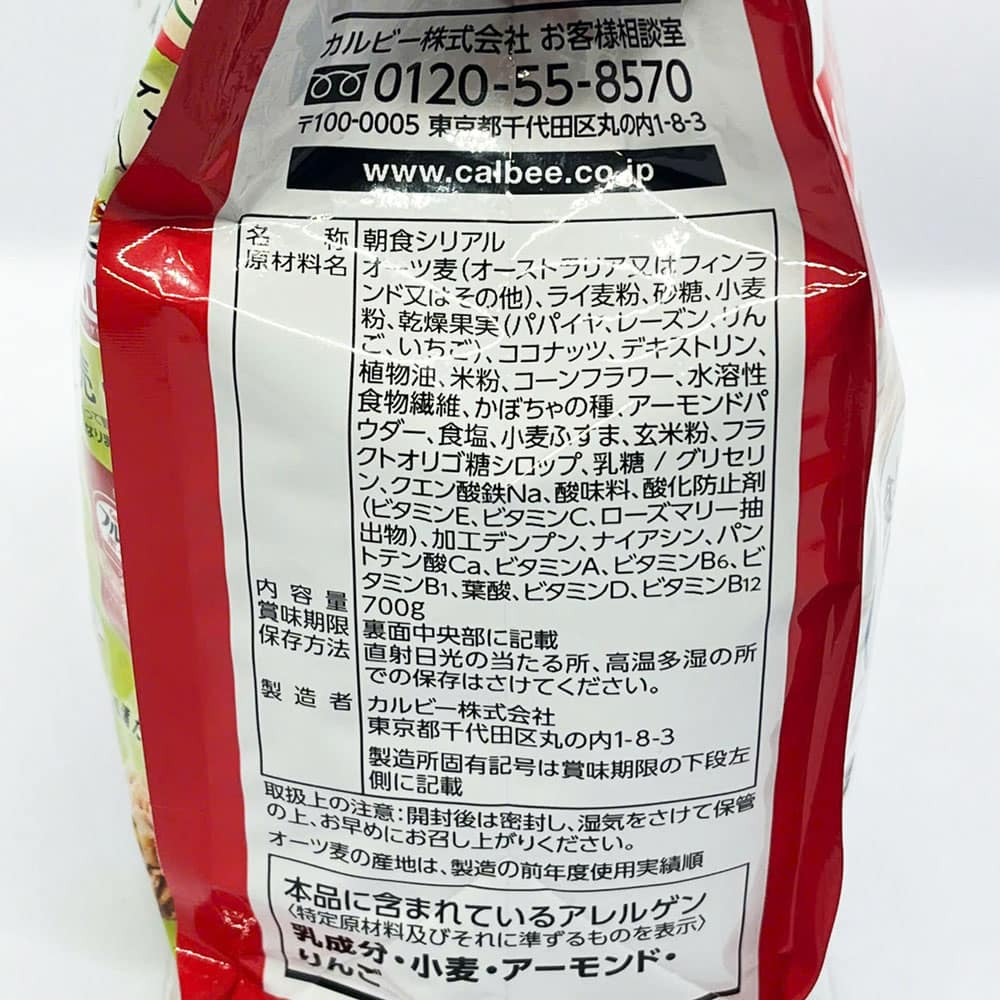 カルビー株式会社 お客様相談室
0120-55-8570
〒100-0005 東京都千代田区丸の内1-8-3
www.calbee.co.jp
名称 朝食シリアル
原材料名 オーツ麦(オーストラリア又はフィンラ
ンド又はその他)、ライ麦粉、砂糖、小麦
粉、乾燥果実(パパイヤ、レーズン、りん
ご、いちご)、ココナッツ、デキストリン、
植物油、米粉、コーンフラワー、水溶性
食物繊維、かぼちゃの種、アーモンドパ
ウダー、食塩、小麦ふすま、玄米粉、フラ
クトオリゴ糖シロップ、乳糖 / グリセリ
ン、クエン酸鉄Na、酸味料、酸化防止剤
(ビタミンE、ビタミンC、ローズマリー抽
出物)、加工デンプン、ナイアシン、パン
トテン酸Ca、ビタミンA、ビタミンB6、ビ
タミンB1、葉酸、ビタミンD、ビタミンB12
内容量 700g
賞味期限 裏面中央部に記載
保存方法 直射日光の当たる所、高温多湿の所
での保存はさけてください。
製造者 カルビー株式会社
東京都千代田区丸の内1-8-3
製造所固有記号は賞味期限の下段左
側に記載
取扱上の注意:開封後は密封し、湿気をさけて保管
の上、お早めにお召し上がりください。
オーツ麦の産地は、製造の前年度使用実績順
本品に含まれているアレルゲン
〈特定原材料及びそれに準ずるものを表示〉
乳成分・小麦・アーモンド・
りんご